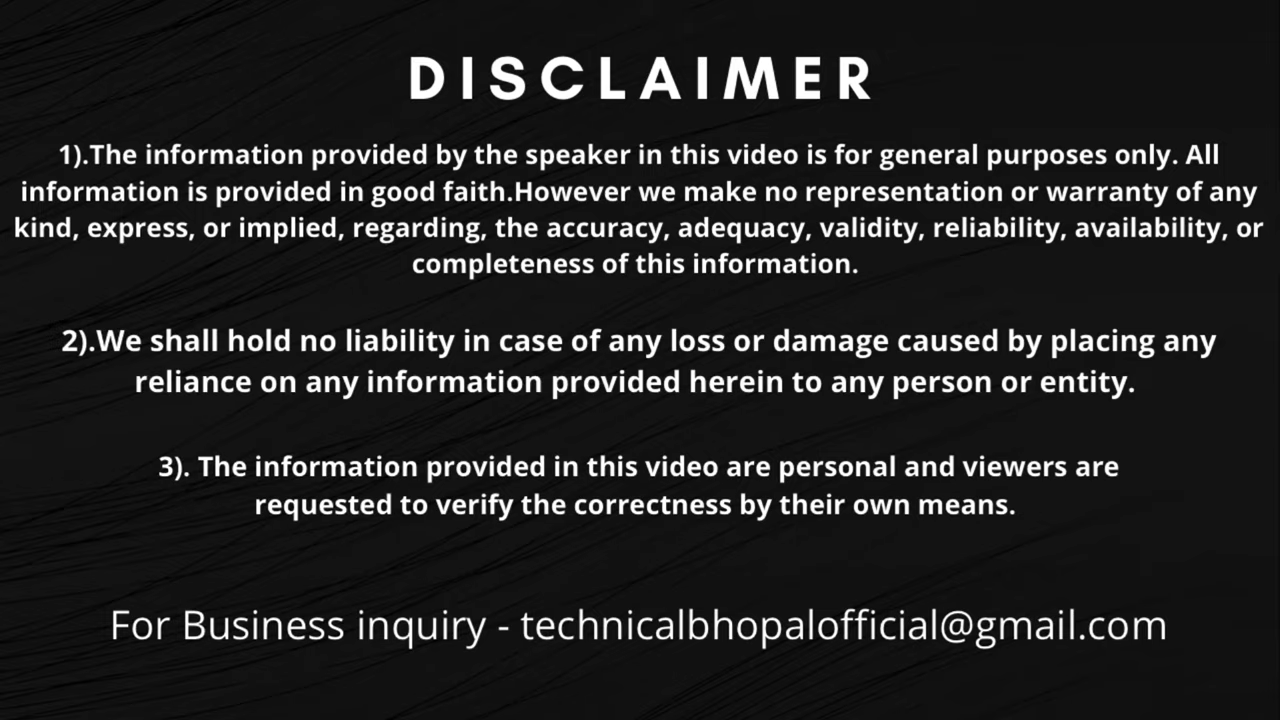 DISCLAIMER
1).The information provided by the speaker in this video is for general purposes only. All
information is provided in good faith.However we make no representation or warranty of any
kind, express, or implied, regarding, the accuracy, adequacy, validity, reliability, availability, or
completeness of this information.
2).We shall hold no liability in case of any loss or damage caused by placing any
reliance on any information provided herein to any person or entity.
3). The information provided in this video are personal and viewers are
requested to verify the correctness by their own means.
For Business inquiry - technicalbhopalofficial@gmail.com